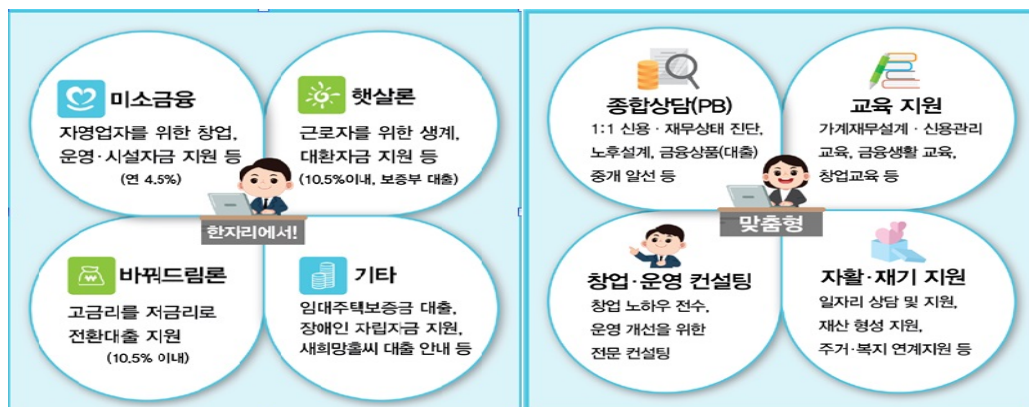 미소금융
자영업자를 위한 창업,
운영·시설자금 지원 등
(연 4.5%)
햇살론
근로자를 위한 생계,
대환자금 지원 등
(10.5%이내, 보증부 대출)
한자리에서!
바꿔드림론
고금리를 저금리로
전환대출 지원
(10.5% 이내)
기타
임대주택보증금 대출,
장애인 자립자금 지원,
새희망홀씨 대출 안내 등
종합상담(PB)
1:1 신용·재무상태 진단,
노후설계, 금융상품(대출)
중개 알선 등
교육 지원
가계재무설계·신용관리
교육, 금융생활 교육,
창업교육 등
맞춤형
창업·운영 컨설팅
창업 노하우 전수,
운영 개선을 위한
전문 컨설팅
자활·재기 지원
일자리 상담 및 지원,
재산 형성 지원,
주거·복지 연계지원 등